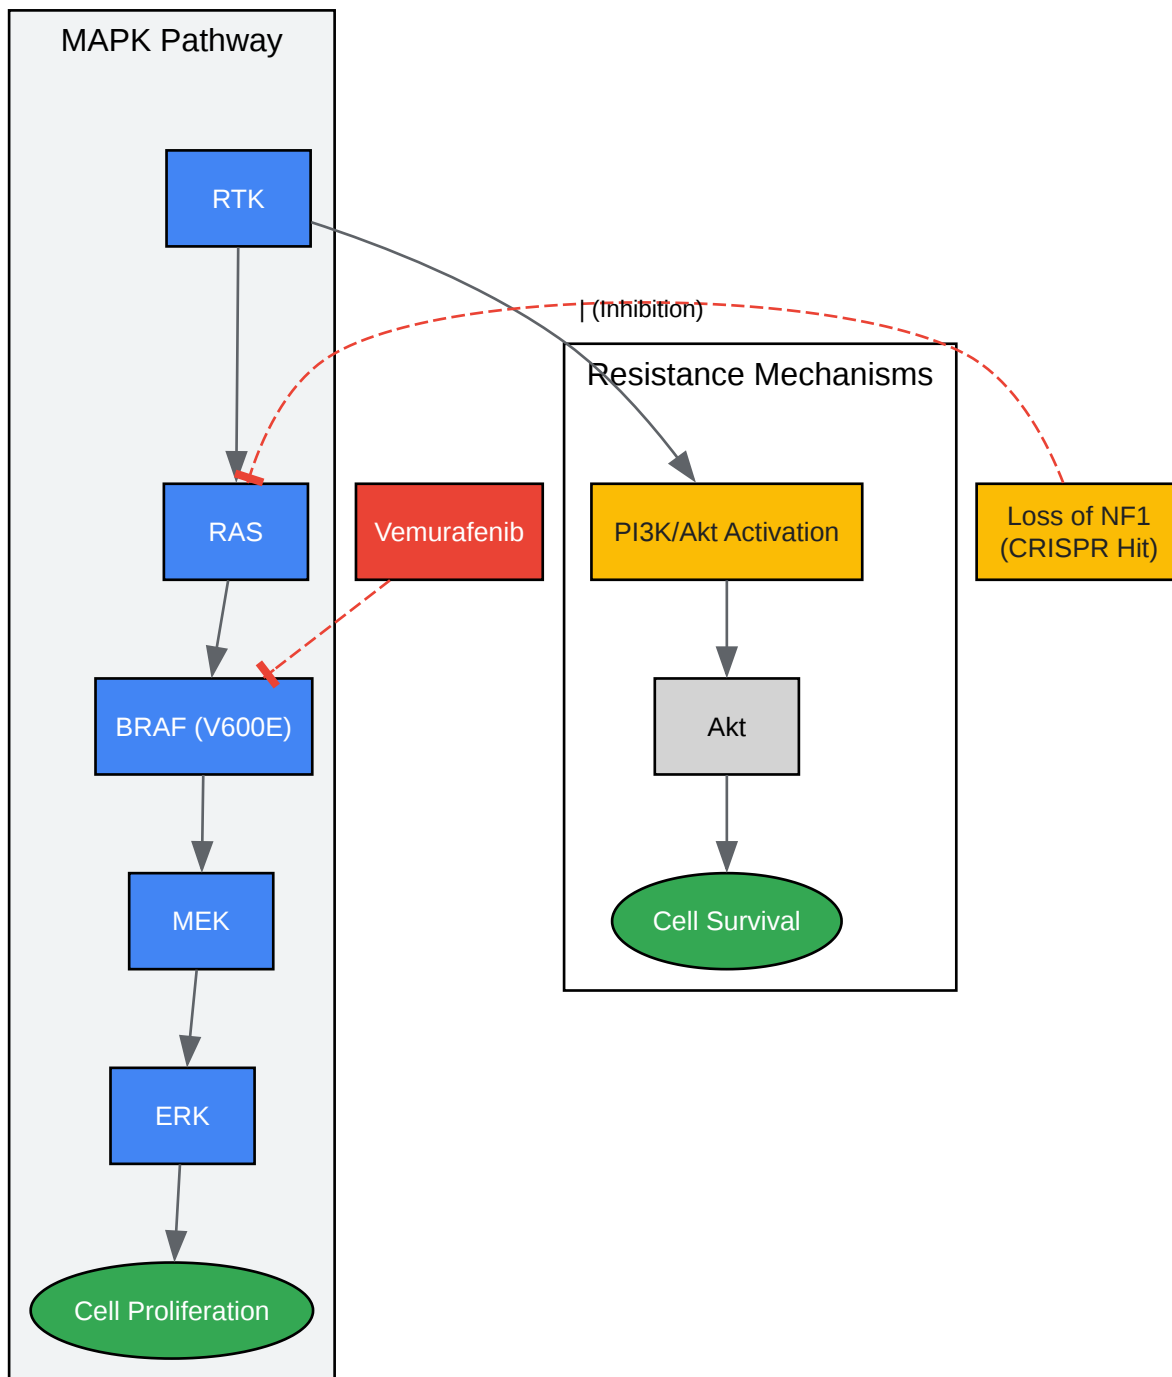 MAPK Pathway
RTK
| (Inhibition)
Resistance Mechanisms
RAS
Vemurafenib
PI3K/Akt Activation
Loss of NF1
(CRISPR Hit)
BRAF (V600E)
Akt
MEK
Cell Survival
ERK
Cell Proliferation